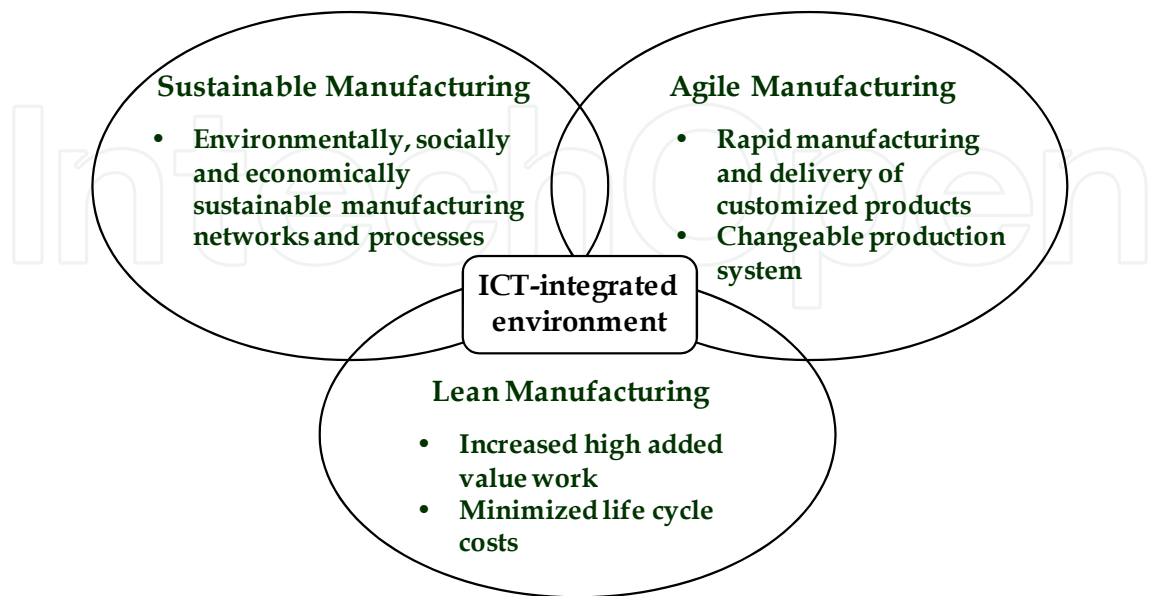 Sustainable Manufacturing
• Environmentally, socially
and economically
sustainable manufacturing
networks and processes
Agile Manufacturing
• Rapid manufacturing
and delivery of
customized products
• Changeable production
system
ICT-integrated
environment
Lean Manufacturing
• Increased high added
value work
• Minimized life cycle
costs
IntechOpen